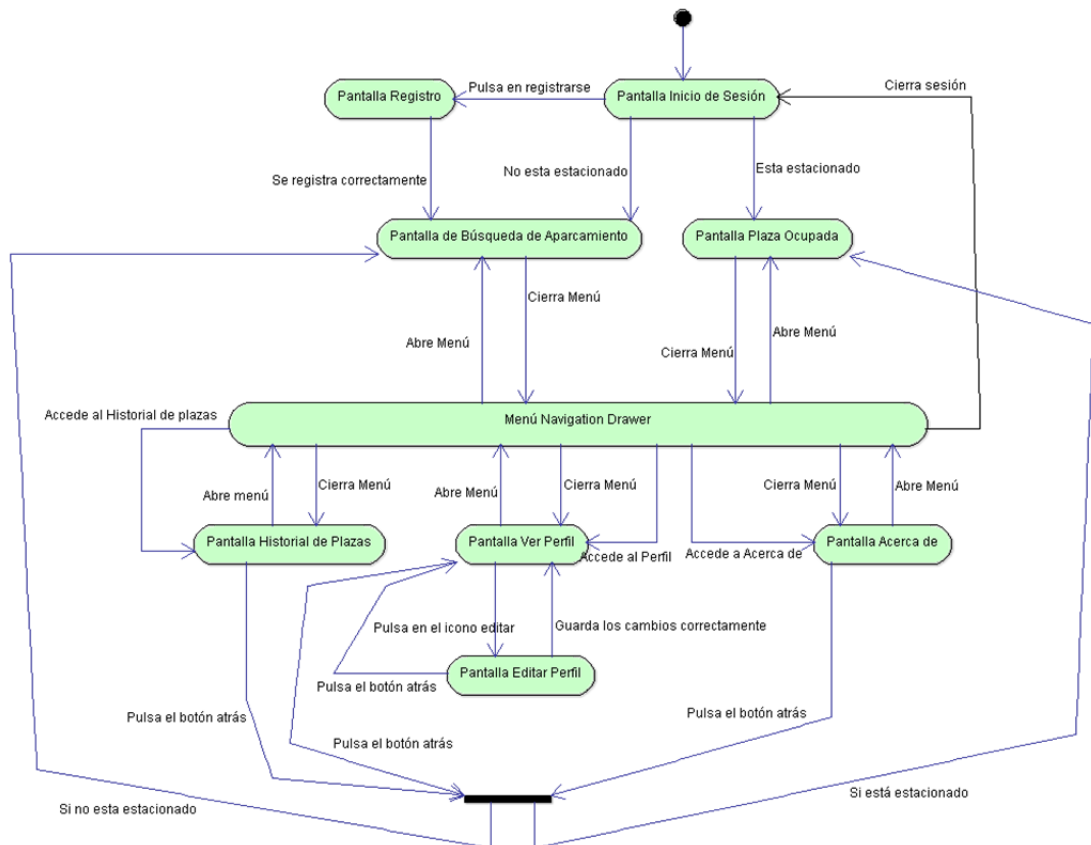 Pantalla Registro
Pulsa en registrarse
Pantalla Inicio de Sesión
Cierra sesión
Se registra correctamente
No esta estacionado
Esta estacionado
Pantalla de Búsqueda de Aparcamiento
Pantalla Plaza Ocupada
Cierra Menú
Abre Menú
Cierra Menú
Abre Menú
Accede al Historial de plazas
Menú Navigation Drawer
Abre menú
Cierra Menú
Abre Menú
Cierra Menú
Cierra Menú
Abre Menú
Pantalla Historial de Plazas
Pantalla Ver Perfil
Accede al Perfil
Accede a Acerca de
Pantalla Acerca de
Pulsa en el icono editar
Guarda los cambios correctamente
Pantalla Editar Perfil
Pulsa el botón atrás
Pulsa el botón atrás
Pulsa el botón atrás
Pulsa el botón atrás
Si no esta estacionado
Si está estacionado